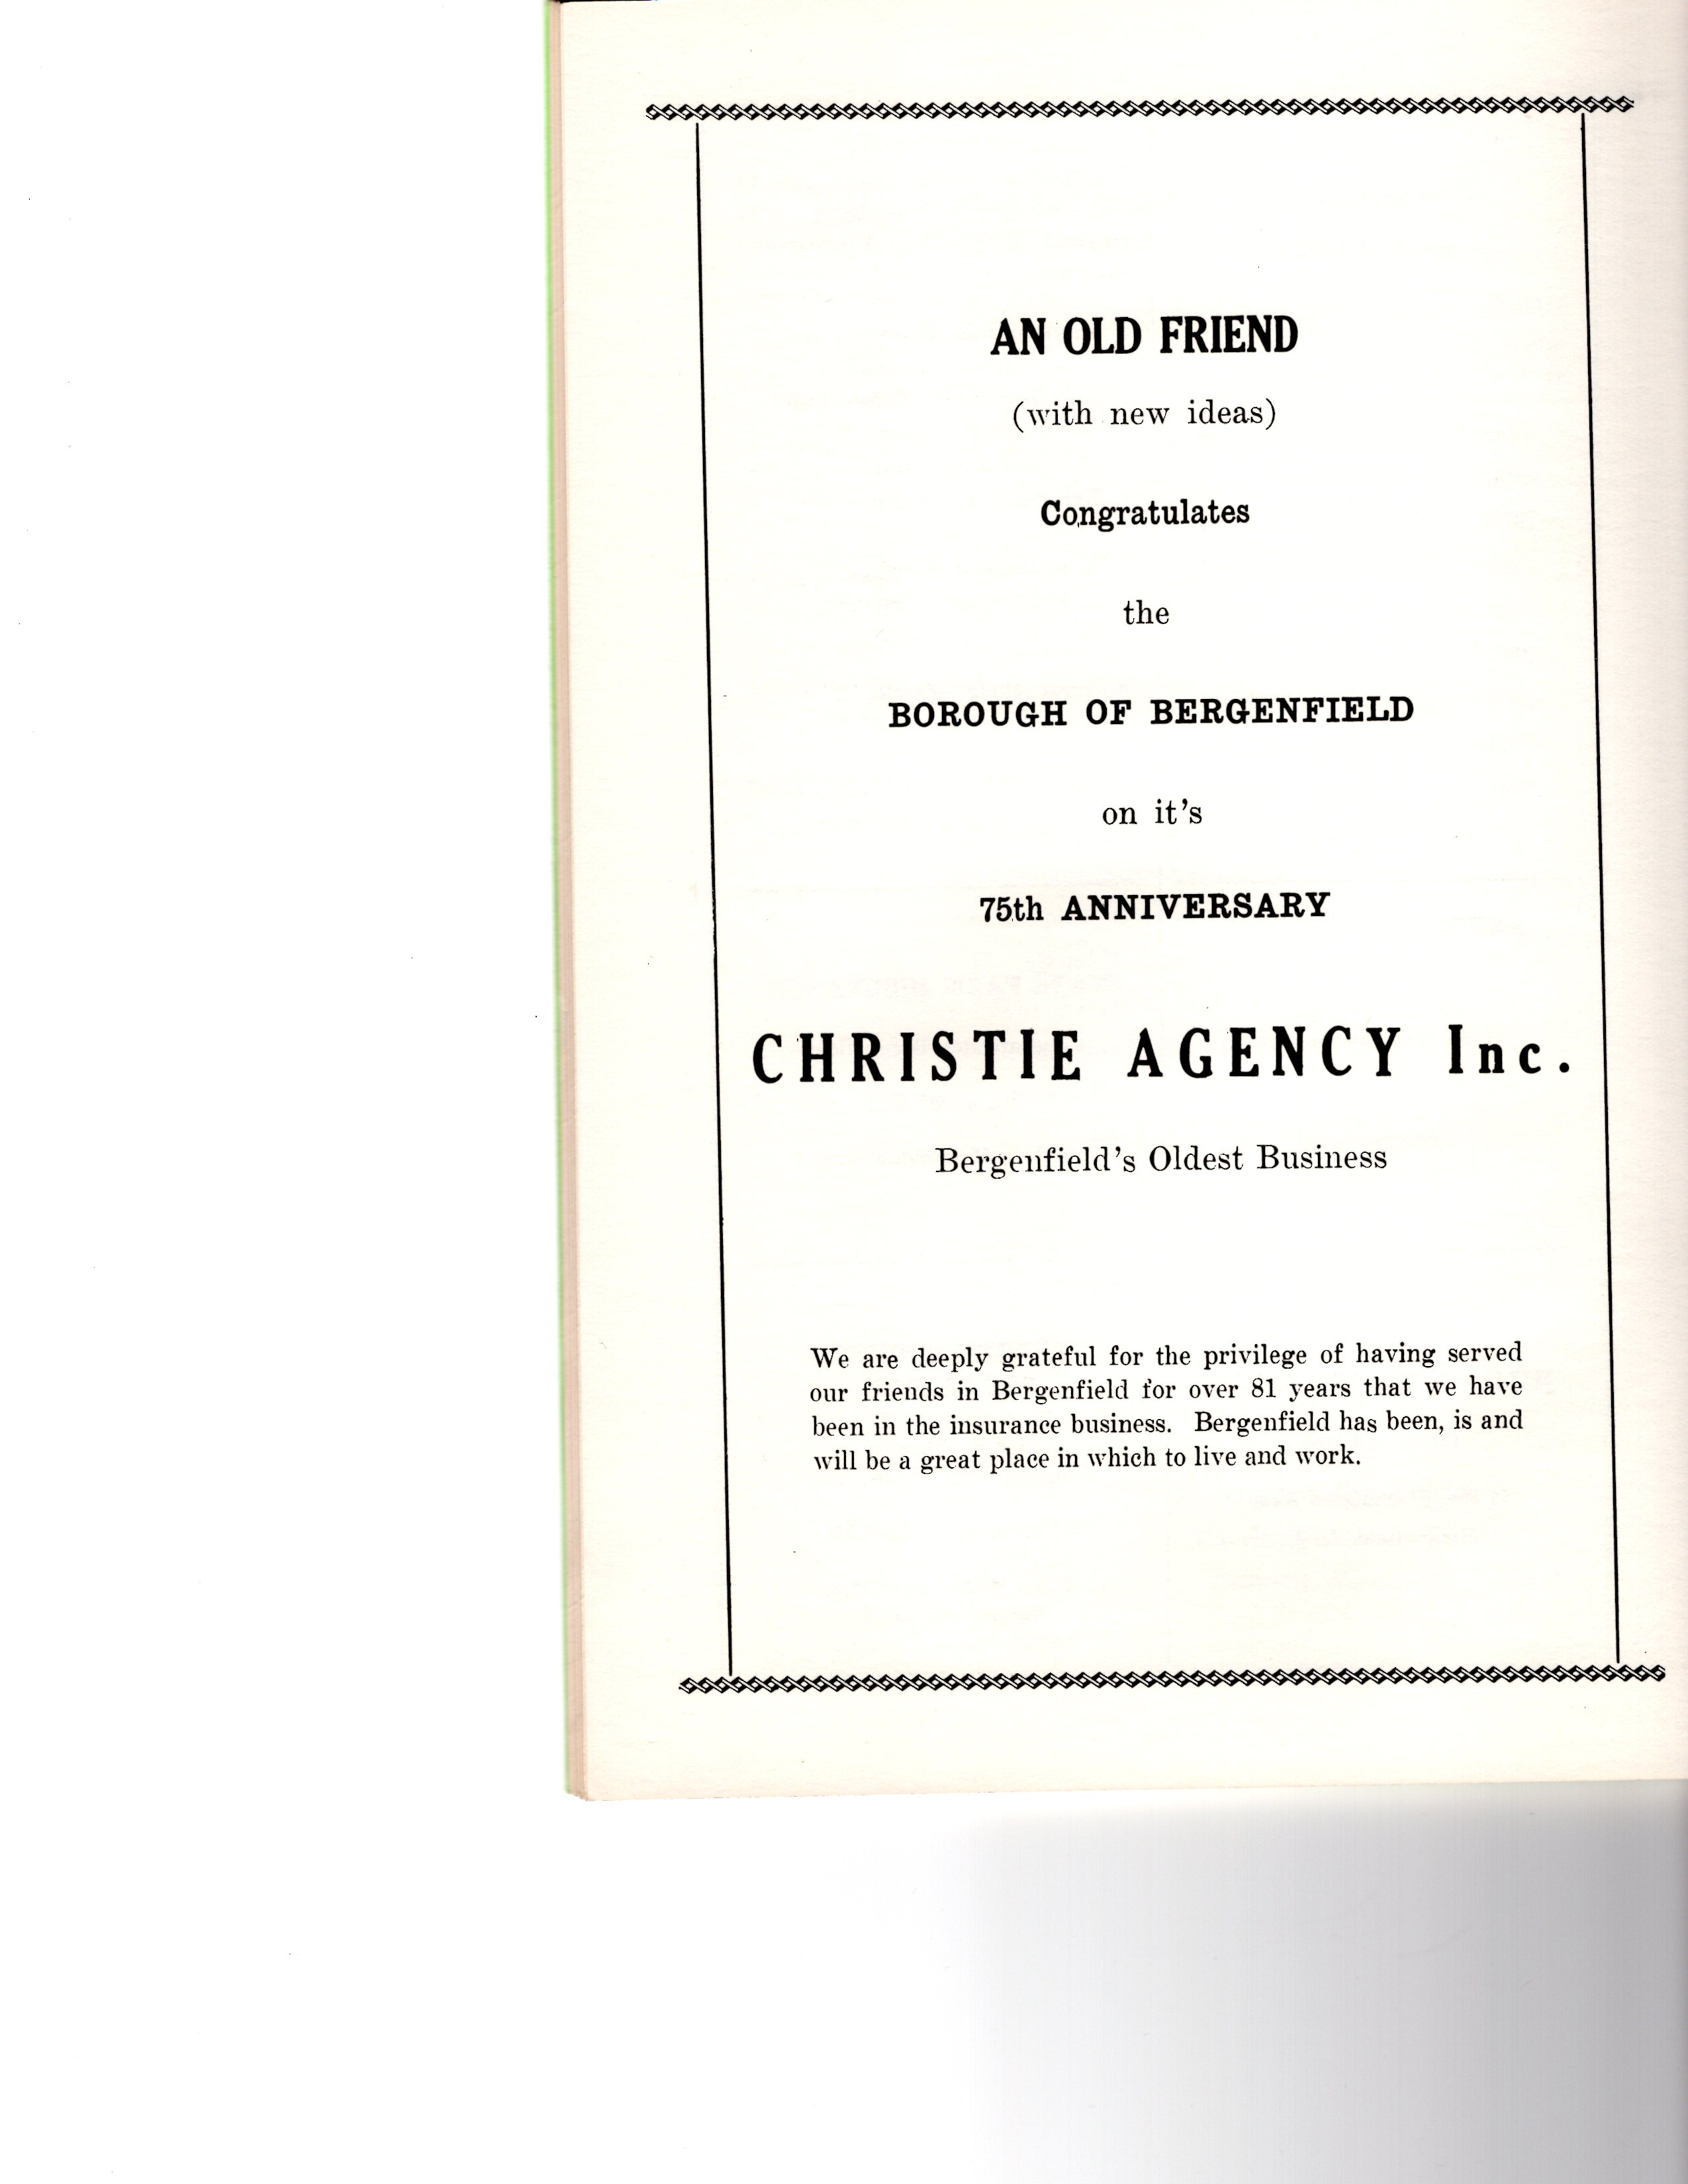 AN OLD FRIEND
(with new ideas)
Congratulates
the
BOROUGH OF BERGENFIELD
on it's
75th ANNIVERSARY
CHRISTIE AGENCY Inc.
Bergenfield's Oldest Business
We are deeply grateful for the privilege of having served
our friends in Bergenfield for over 81 years that we have
been in the insurance business. Bergenfield has been, is and
will be a great place in which to live and work.